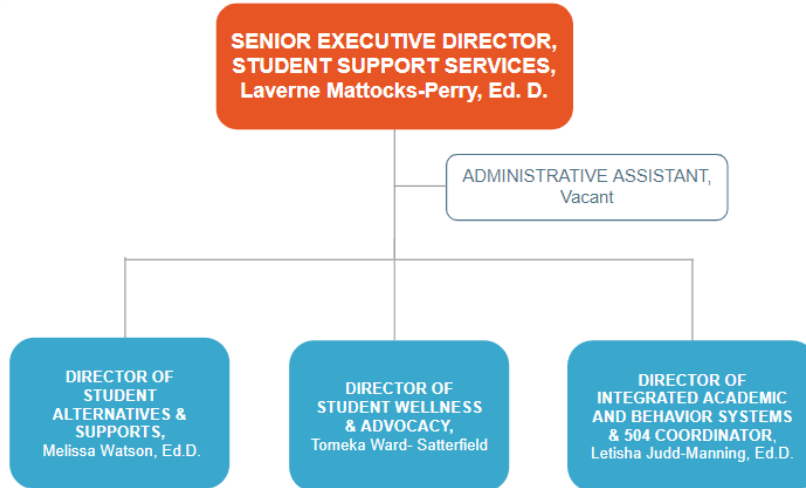 SENIOR EXECUTIVE DIRECTOR,
STUDENT SUPPORT SERVICES,
Laverne Mattocks-Perry, Ed. D.
ADMINISTRATIVE ASSISTANT,
Vacant
DIRECTOR OF
STUDENT
ALTERNATIVES &
SUPPORTS,
Melissa Watson, Ed.D.
DIRECTOR OF
STUDENT WELLNESS
& ADVOCACY,
Tomeka Ward- Satterfield
DIRECTOR OF
INTEGRATED ACADEMIC
AND BEHAVIOR SYSTEMS
& 504 COORDINATOR,
Letisha Judd-Manning, Ed.D.